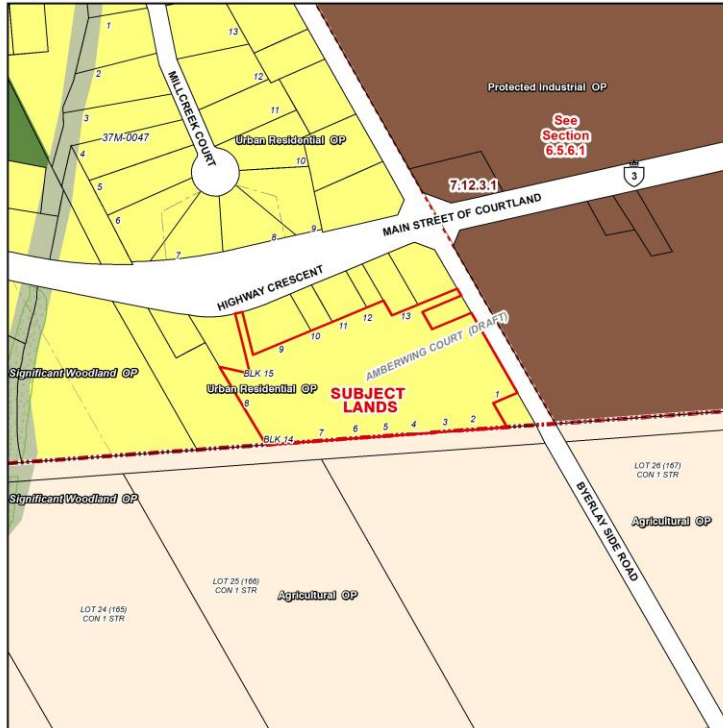 1
13
2
MILLCREEK COURT
12
Protected Industrial OP
3
11
See
Section
6.5.6.1
37M-0047
Urban Residential OP
4
10
3
5
7.12.3.1
6
MAIN STREET OF COURTLAND
7
8
9
HIGHWAY CRESCENT
13
12
11
10
9
AMBERWING COURT (DRAFT)
BLK 15
Significant Woodland OP
Urban Residential OP
SUBJECT
LANDS
8
1
2
3
4
5
6
7
BLK 14
LOT 26 (167)
CON 1 STR
Significant Woodland OP
BYERLAY SIDE ROAD
Agricultural OP
LOT 25 (166)
CON 1 STR
Agricultural OP
LOT 24 (165)
CON 1 STR